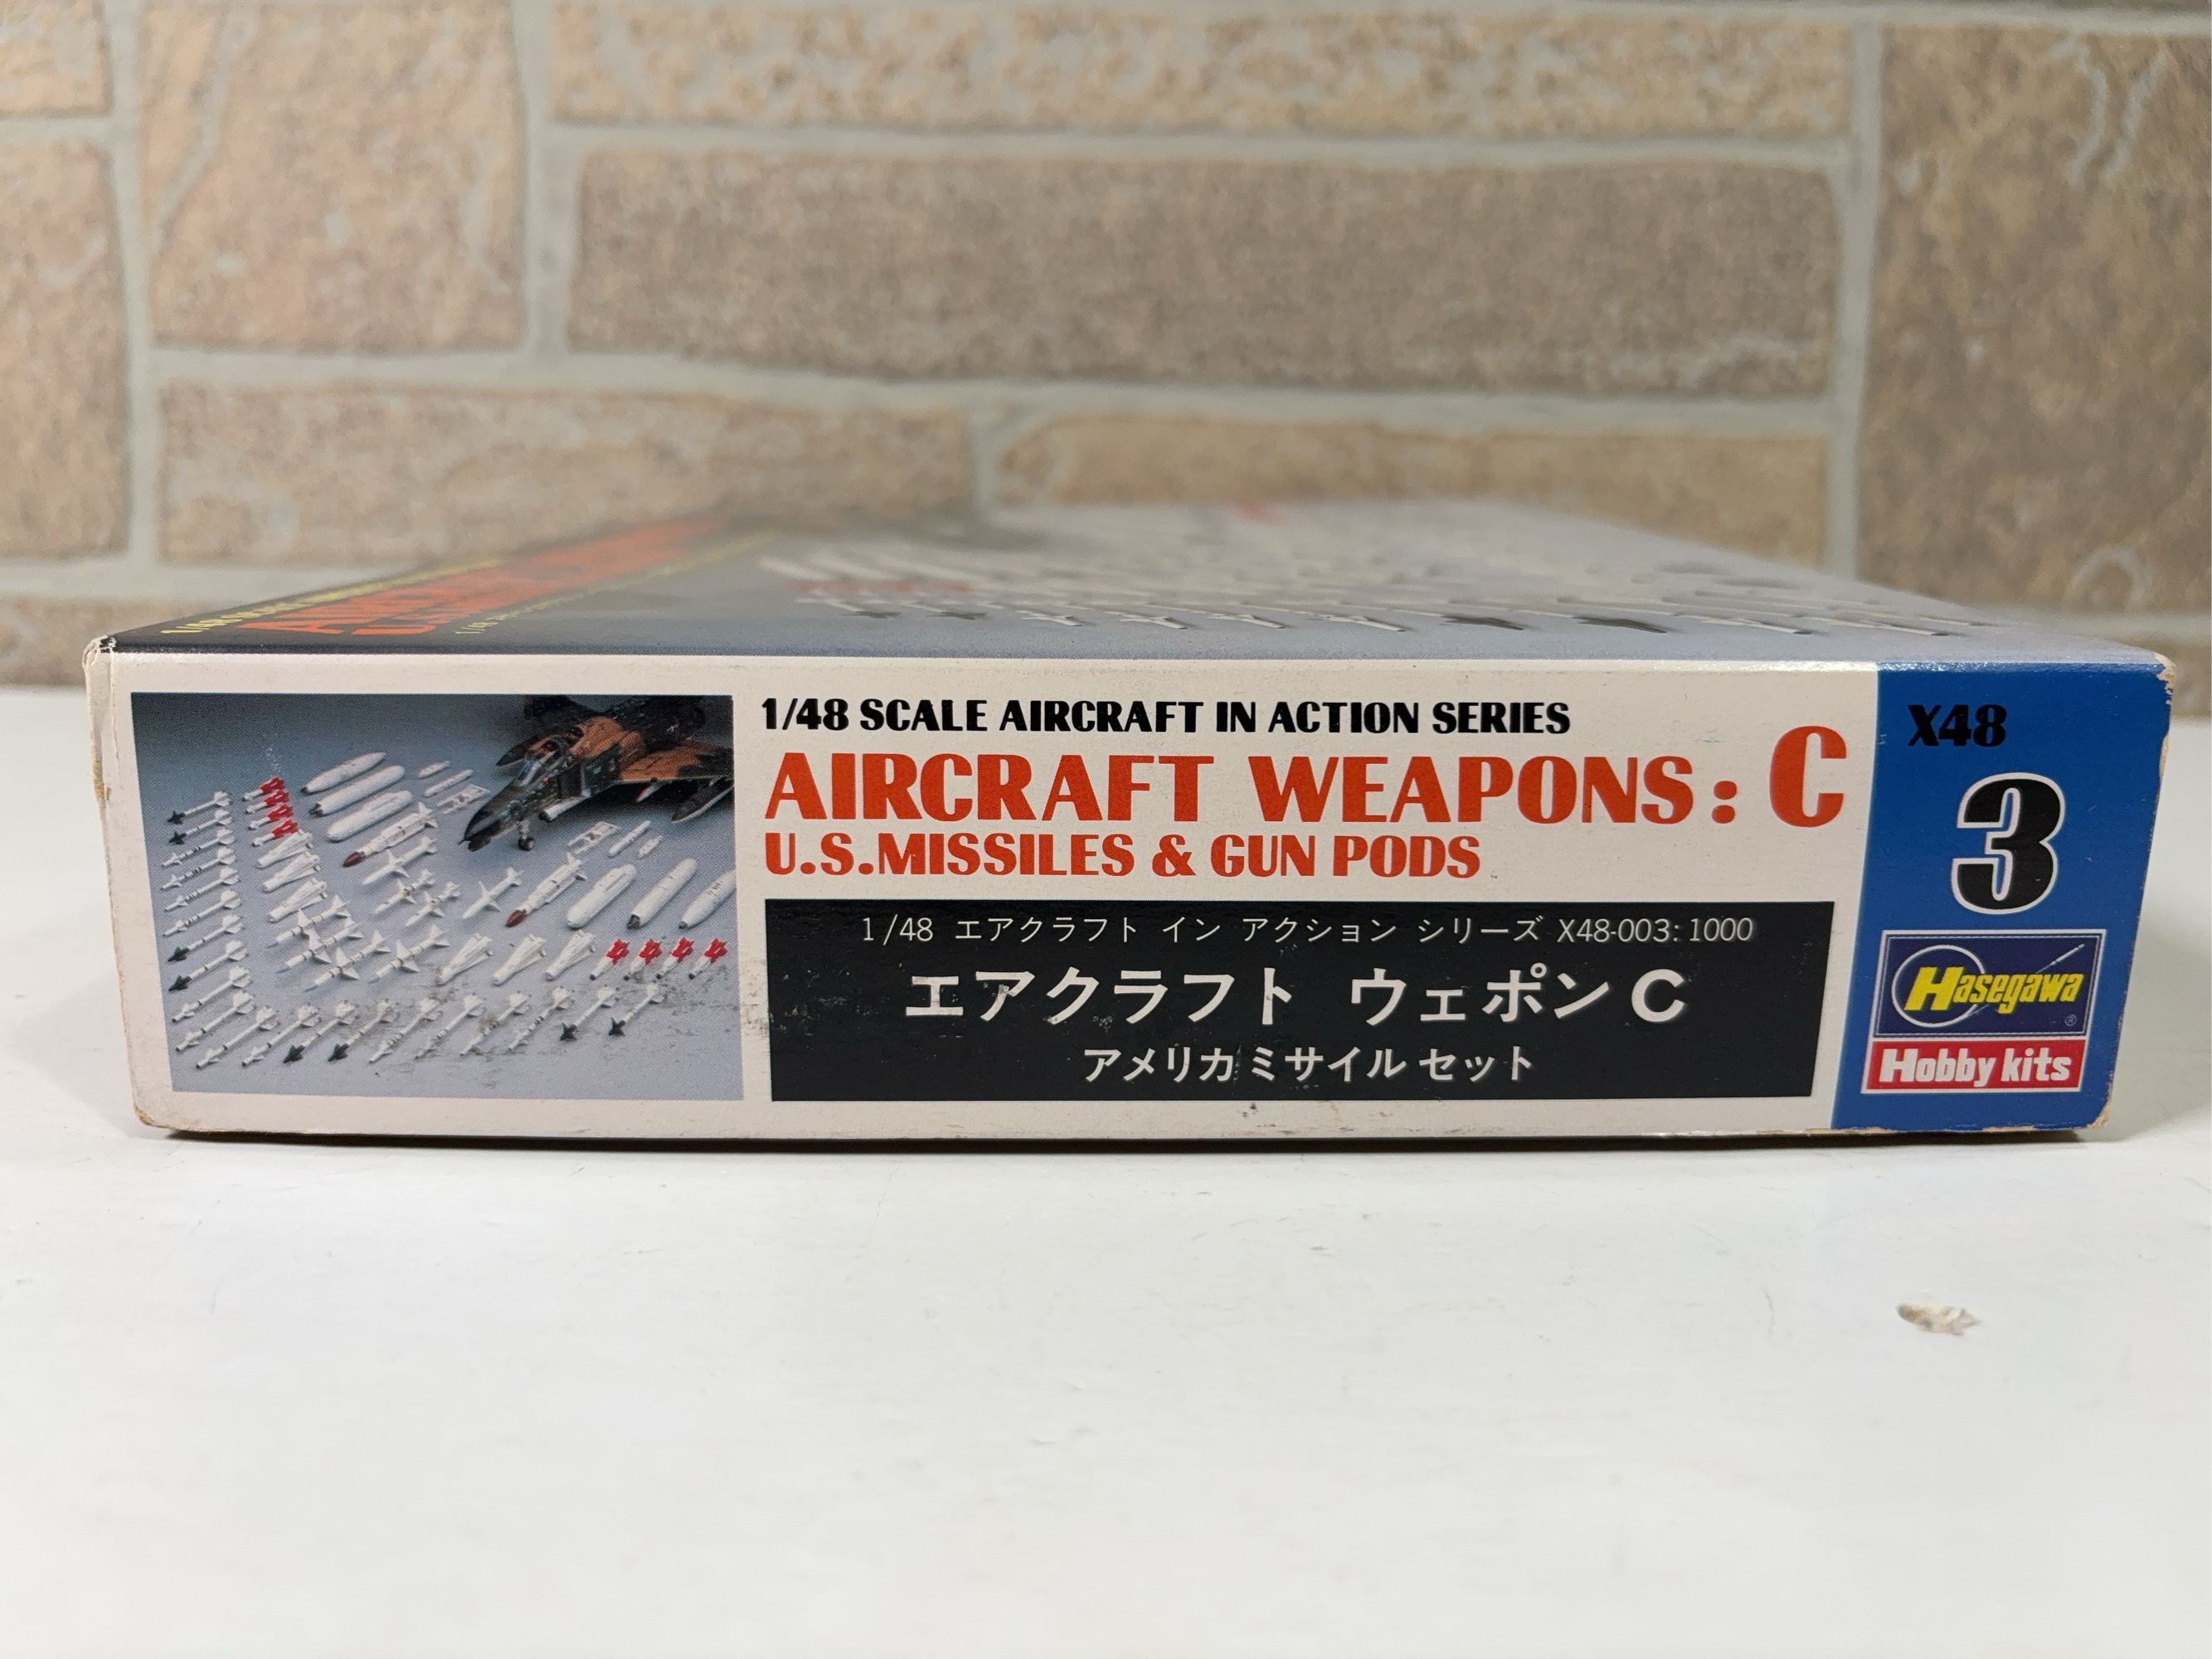 1/48 SCALE AIRCRAFT IN ACTION SERIES
AIRCRAFT WEAPONS : C
U.S.MISSILES & GUN PODS
1/48 エアクラフト イン アクション シリーズ X48-003: 1000
エアクラフト ウェポン C
アメリカ ミサイル セット
X48
3
Hasegawa ®
Hobby kits